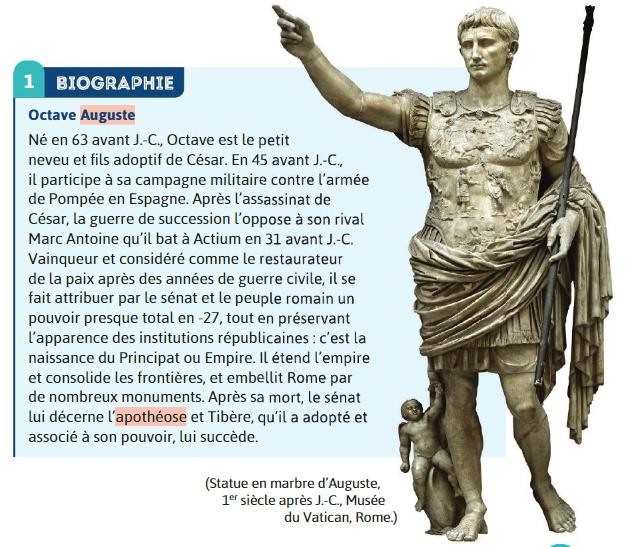 1 BIOGRAPHIE
Octave Auguste
Né en 63 avant J.-C., Octave est le petit
neveu et fils adoptif de César. En 45 avant J.-C.,
il participe à sa campagne militaire contre l'armée
de Pompée en Espagne. Après l'assassinat de
César, la guerre de succession l'oppose à son rival
Marc Antoine qu'il bat à Actium en 31 avant J.-C.
Vainqueur et considéré comme le restaurateur
de la paix après des années de guerre civile, il se
fait attribuer par le sénat et le peuple romain un
pouvoir presque total en -27, tout en préservant
l'apparence des institutions républicaines : c'est la
naissance du Principat ou Empire. Il étend l'empire
et consolide les frontières, et embellit Rome par
de nombreux monuments. Après sa mort, le sénat
lui décerne l'apothéose et Tibère, qu'il a adopté et
associé à son pouvoir, lui succède.
(Statue en marbre d'Auguste,
1er siècle après J.-C., Musée
du Vatican, Rome.)